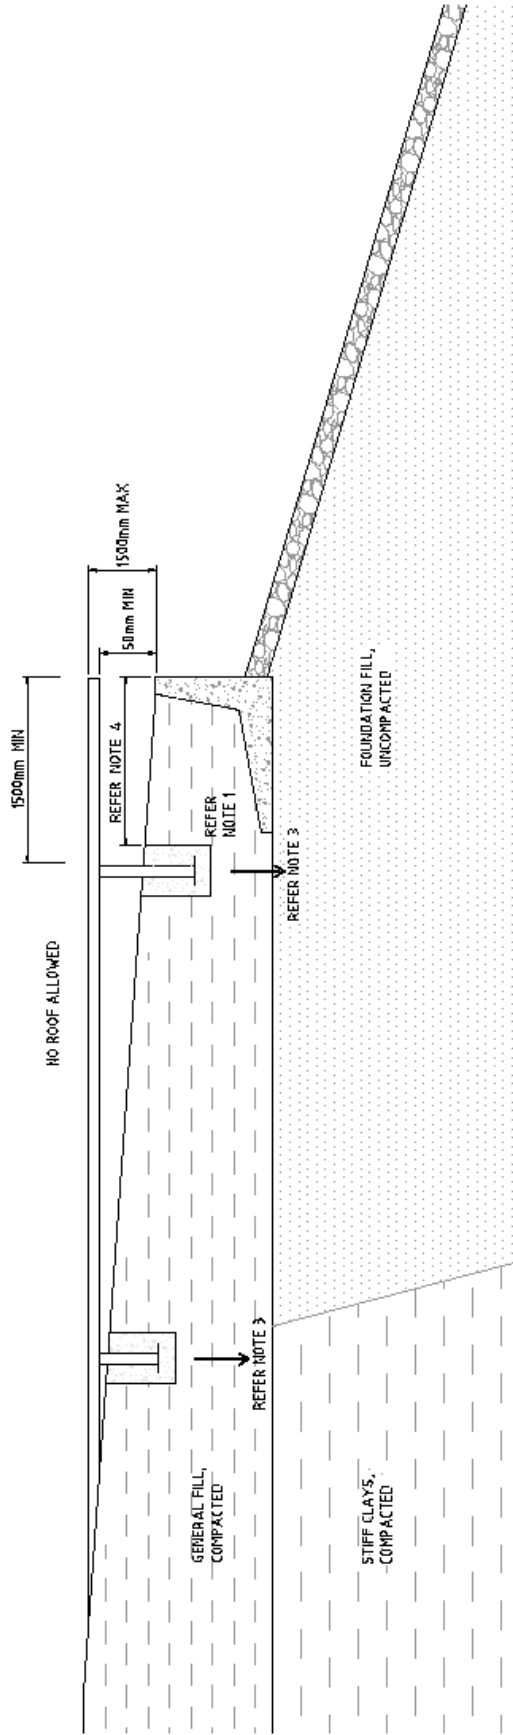 NO ROOF ALLOWED
1500mm MIN
1500mm MAX
50mm MIN
REFER NOTE 4
REFER
NOTE 1
REFER NOTE 3
REFER NOTE 3
GENERAL FILL,
COMPACTED
FOUNDATION FILL,
UNCOMPACTED
STIFF CLAYS,
COMPACTED